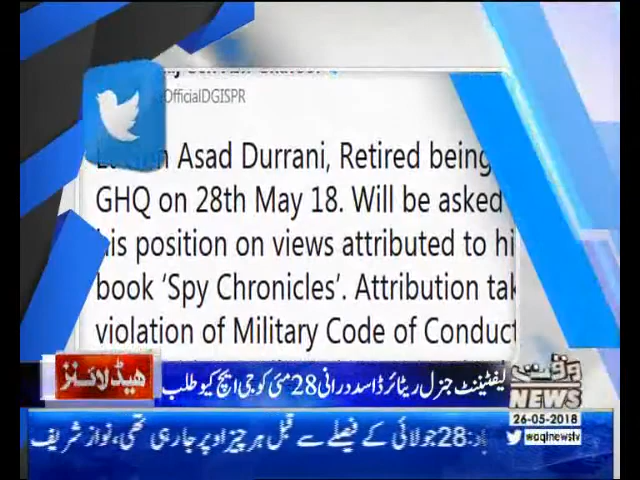 OfficialDGISPR
Asad Durrani, Retired being
GHQ on 28th May 18. Will be asked
his position on views attributed to hi
book ‘Spy Chronicles’. Attribution tak
violation of Military Code of Conduct
ہیڈلائنز
لیفٹیننٹ جنرل ریٹائرڈ اسد درانی 28 مئی کو جی ایچ کیو طلب
وقت
NEWS
26-05-2018
waqtnewstv
28 جولائی کے فیصلے سے قبل ہر چیز اوپر جا رہی تھی، نواز شریف